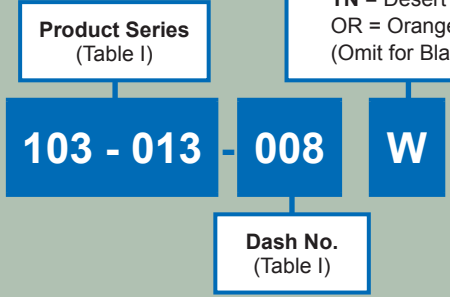 TN = Desert
OR = Orange
(Omit for Bla
Product Series
(Table I)
103 - 013 - 008 W
Dash No.
(Table I)